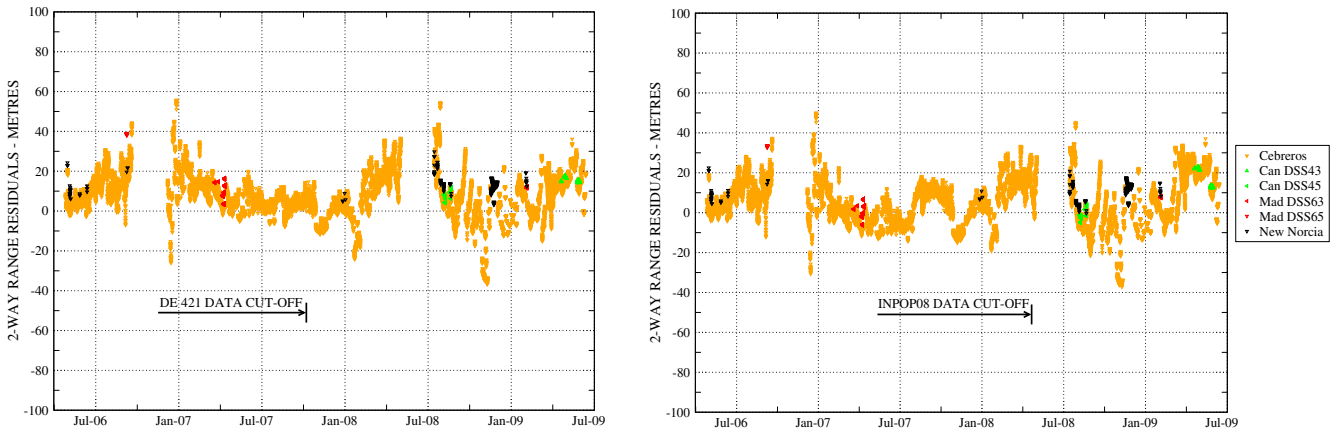 2-WAY RANGE RESIDUALS - METRES
100
80
60
40
20
0
-20
-40
-60
-80
-100
DE 421 DATA CUT-OFF
Jul-06
Jan-07
Jul-07
Jan-08
Jul-08
Jan-09
Jul-09
2-WAY RANGE RESIDUALS - METRES
100
80
60
40
20
0
-20
-40
-60
-80
-100
INPOP08 DATA CUT-OFF
Jul-06
Jan-07
Jul-07
Jan-08
Jul-08
Jan-09
Jul-09
Cebreros
Can DSS43
Can DSS45
Mad DSS63
Mad DSS65
New Norcia